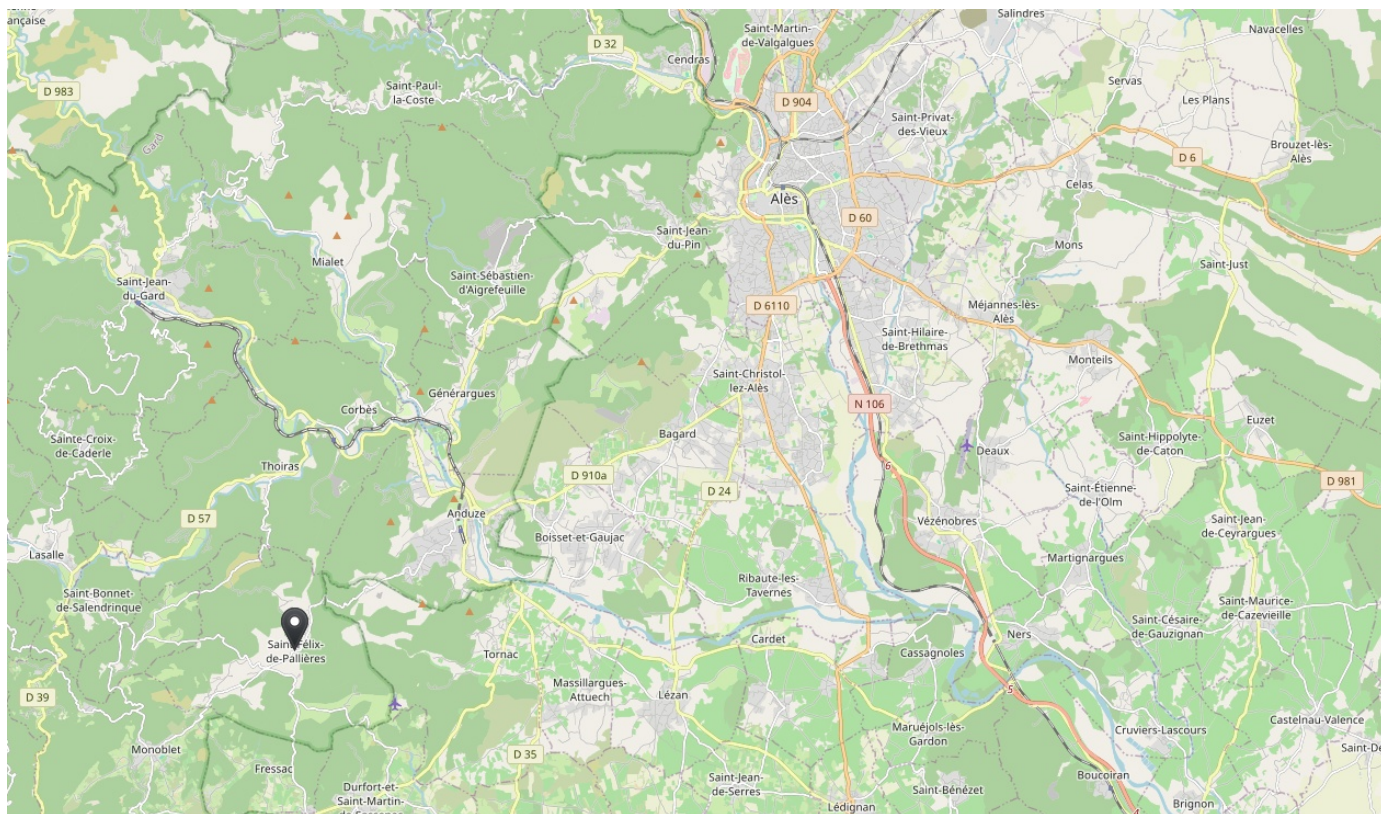 ançaise
D 983
Gard
Saint-Paul-
la-Coste
D 32
Cendras
Saint-Martin-
de-Valgalgues
D 904
Salindres
Navacelles
Servas
Les Plans
Saint-Privat-
des-Vieux
D 6
Brouzet-lès-
Alès
Celas
Alès
D 60
Saint-Jean-
du-Pin
Mons
Saint-Just
Mialet
Saint-Jean-
du-Gard
Saint-Sébastien-
d'Aigrefeuille
D 6110
Méjannes-lès-
Alès
Saint-Hilaire-
de-Brethmas
Monteils
Saint-Christol-
lez-Alès
Générargues
N 106
Corbès
Bagard
Euzet
Sainte-Croix-
de-Caderle
Saint-Hippolyte-
de-Caton
Deaux
Thoiras
6
D 910a
D 24
D 981
Saint-Étienne-
de-l'Olm
D 57
Anduze
Vézénobres
Saint-Jean-
de-Ceyrargues
Boisset-et-Gaujac
Lasalle
Martignargues
Ribaute-les-
Tavernes
Saint-Bonnet-
de-Salendrinque
Saint-Maurice-
de-Cazevieille
Saint-Césaire-
de-Gauzignan
Ners
Cardet
Saint-Félix-
de-Pallières
Tornac
Cassagnoles
Massillargues-
Attuech
Lézan
5
D 39
Castelnau-Valence
Maruéjols-lès-
Gardon
Cruviers-Lascours
Monoblet
D 35
Saint-De
Fressac
Boucoiran
Saint-Jean-
de-Serres
Saint-Bénézet
Durfort-et-
Saint-Martin-
Lédignan
Brignon
4